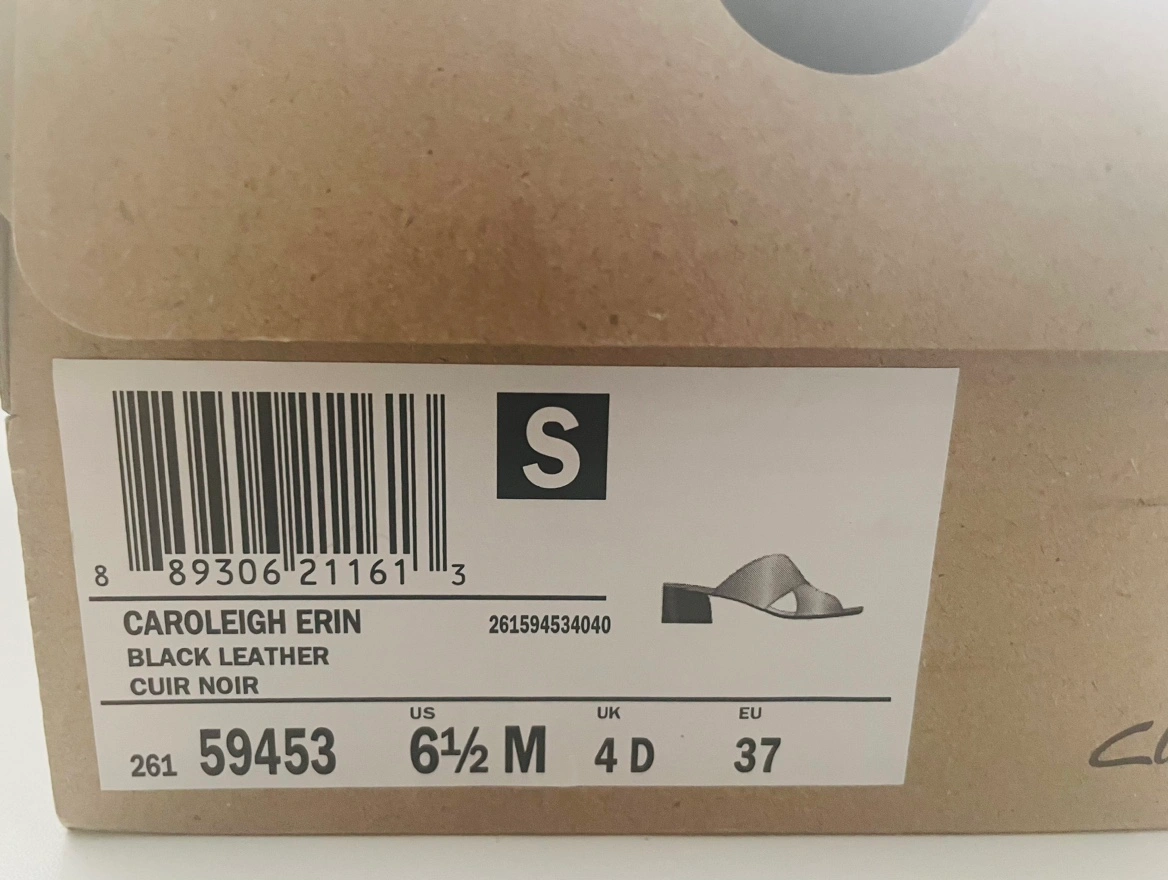 S
8 89306 21161 3
CAROLEIGH ERIN 261594534040
BLACK LEATHER
CUIR NOIR
US UK EU
261 59453 6½ M 4 D 37